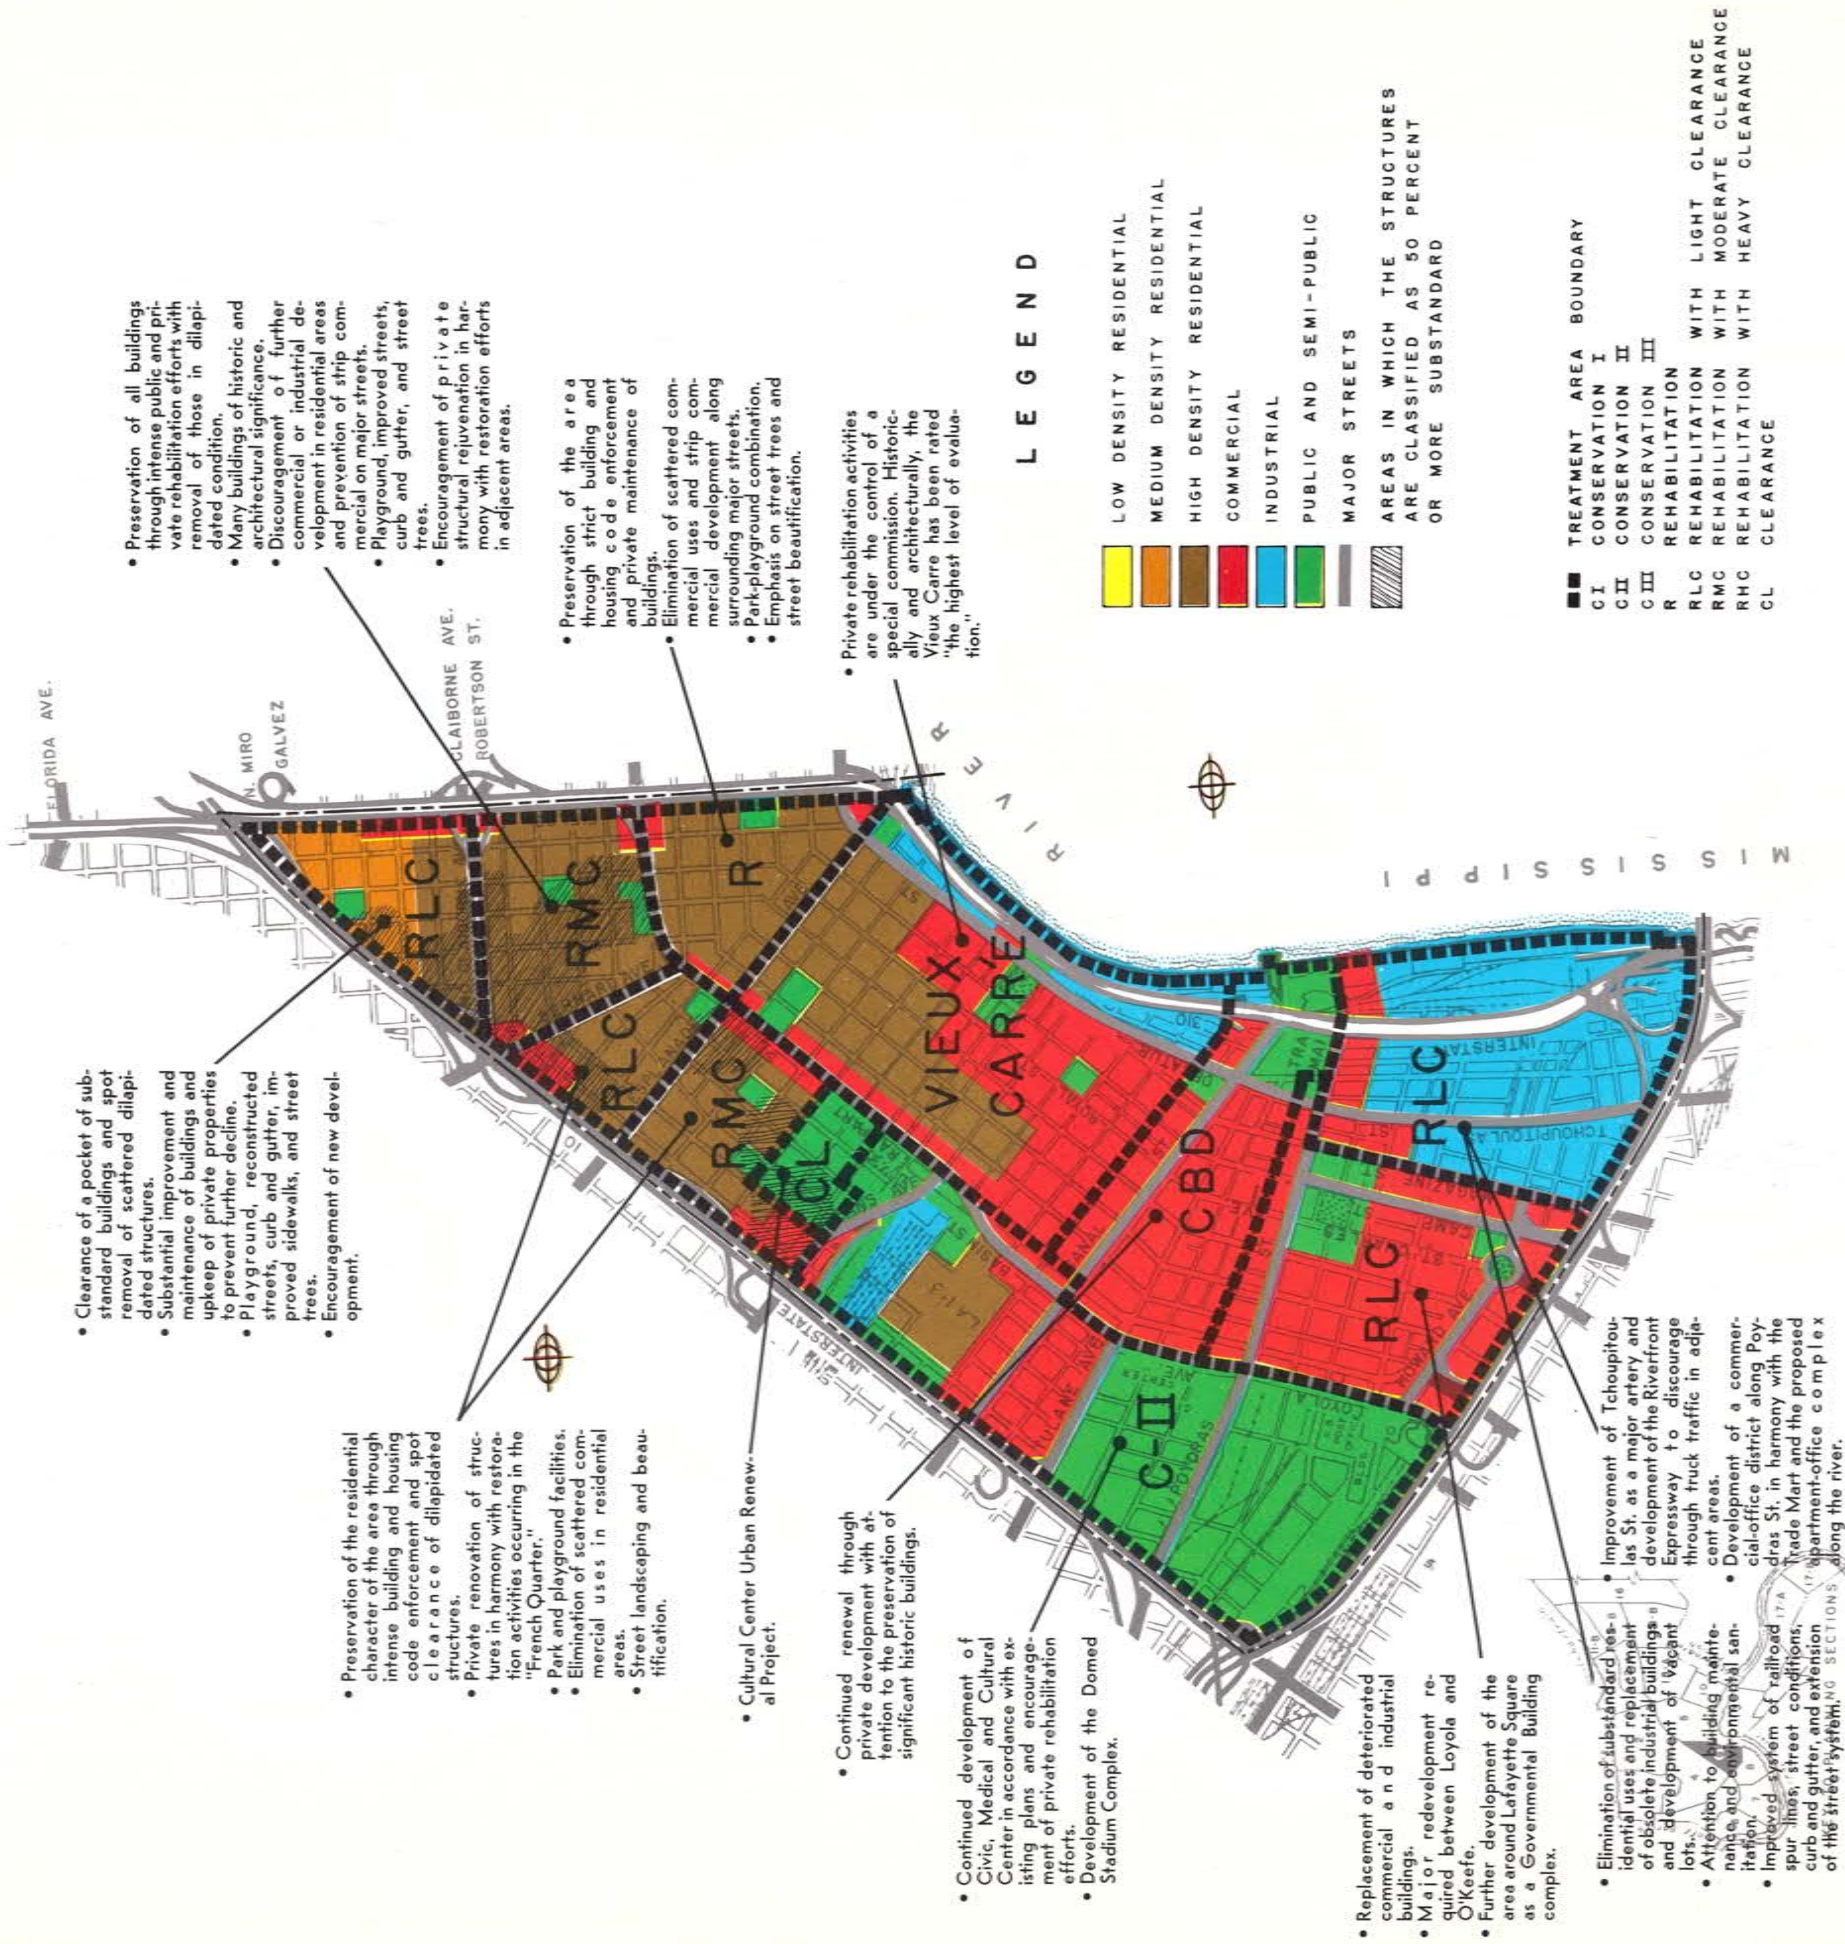 • Clearance of a pocket of sub-
standard buildings and spot
removal of scattered dilapi-
dated structures.
• Substantial improvement and
maintenance of buildings and
upkeep of private properties
to prevent further decline.
• Playground, reconstructed
streets, curb and gutter, im-
proved sidewalks, and street
trees.
• Encouragement of new devel-
opment.
• Preservation of all buildings
through intense public and pri-
vate rehabilitation efforts with
removal of those in dilapi-
dated condition.
• Many buildings of historic and
architectural significance.
• Discouragement of further
commercial or industrial de-
velopment in residential areas
and prevention of strip com-
mercial on major streets.
• Playground, improved streets,
curb and gutter, and street
trees.
• Encouragement of private
structural rejuvenation in har-
mony with restoration efforts
in adjacent areas.
• Preservation of the residential
character of the area through
intense building and housing
code enforcement and spot
clearance of dilapidated
structures.
• Private renovation of struc-
tures in harmony with restora-
tion activities occurring in the
"French Quarter."
• Park and playground facilities.
• Elimination of scattered com-
mercial uses in residential
areas.
• Street landscaping and beau-
tification.
• Preservation of the area
through strict building and
housing code enforcement
and private maintenance of
buildings.
• Elimination of scattered com-
mercial uses and strip com-
mercial development along
surrounding major streets.
• Park-playground combination.
• Emphasis on street trees and
street beautification.
• Cultural Center Urban Renew-
al Project.
• Private rehabilitation activities
are under the control of a
special commission. Historic-
ally and architecturally, the
Vieux Carre has been rated
"the highest level of evalua-
tion."
• Continued renewal through
private development with at-
tention to the preservation of
significant historic buildings.
• Continued development of
Civic, Medical and Cultural
Center in accordance with ex-
isting plans and encourage-
ment of private rehabilitation
efforts.
• Development of the Domed
Stadium Complex.
• Replacement of deteriorated
commercial and industrial
buildings.
• Major redevelopment re-
quired between Loyola and
O'Keefe.
• Further development of the
area around Lafayette Square
as a Governmental Building
complex.
• Elimination of substandard res-
idential uses and replacement
of obsolete industrial buildings
and development of vacant
lots.
• Attention to building mainte-
nance and environmental san-
itation.
• Improved system of railroad
spur lines, street conditions,
curb and gutter, and extension
of the street system.
• Improvement of Tchoupitou-
las St. as a major artery and
development of the Riverfront
Expressway to discourage
through truck traffic in adja-
cent areas.
• Development of a commer-
cial-office district along Poy-
dras St. in harmony with the
Trade Mart and the proposed
apartment-office complex
along the river.
FLORIDA AVE.
N. MIRO
GALVEZ
CLAIBORNE AVE.
ROBERTSON ST.
RLC
RMC
R
RLC
RMC
CL
VIEUX
CARRÉ
CBD
C-II
RLC
RLC
INTERSTATE
10
BASIN
ST
ROYAL
ST
CANAL
310
TULANE AVE
POYDRAS
LOYOLA
HOWARD AVE
CAMP
MAGAZINE ST
TCHOUPITOULAS
INTERSTATE
MISSISSIPPI
RIVER
LEGEND
LOW DENSITY RESIDENTIAL
MEDIUM DENSITY RESIDENTIAL
HIGH DENSITY RESIDENTIAL
COMMERCIAL
INDUSTRIAL
PUBLIC AND SEMI-PUBLIC
MAJOR STREETS
AREAS IN WHICH THE STRUCTURES
ARE CLASSIFIED AS 50 PERCENT
OR MORE SUBSTANDARD
TREATMENT AREA BOUNDARY
CI CONSERVATION I
CII CONSERVATION II
CIII CONSERVATION III
R REHABILITATION
RLC REHABILITATION WITH LIGHT CLEARANCE
RMC REHABILITATION WITH MODERATE CLEARANCE
RHC REHABILITATION WITH HEAVY CLEARANCE
CL CLEARANCE